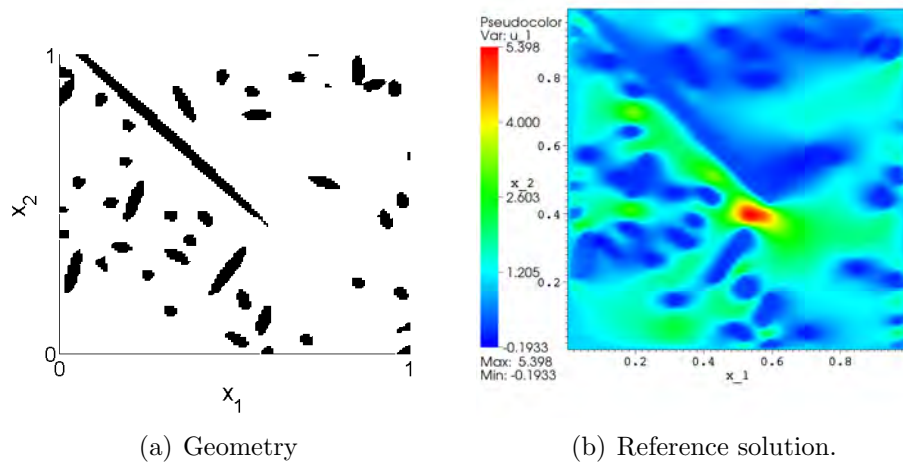 1
x_2
0
0
x_1
1
(a) Geometry
Pseudocolor
Var: u_1
5.398
4.000
2.603
1.205
-0.1933
Max: 5.398
Min: -0.1933
x_2
0.8
0.6
0.4
0.2
0.2 0.4 0.6 0.8
x_1
(b) Reference solution.